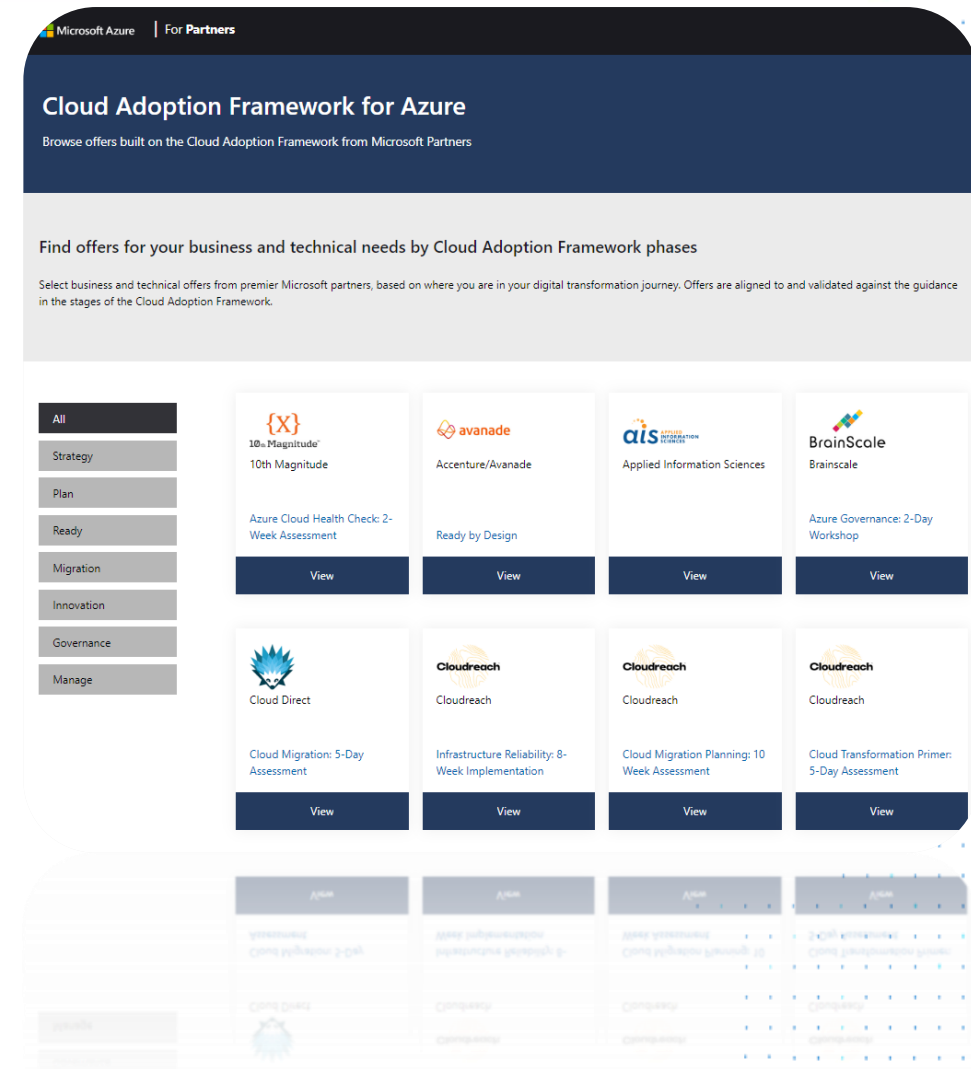 Microsoft Azure | For Partners
Cloud Adoption Framework for Azure
Browse offers built on the Cloud Adoption Framework from Microsoft Partners
Find offers for your business and technical needs by Cloud Adoption Framework phases
Select business and technical offers from premier Microsoft partners, based on where you are in your digital transformation journey. Offers are aligned to and validated against the guidance
in the stages of the Cloud Adoption Framework.
All
Strategy
Plan
Ready
Migration
Innovation
Governance
Manage
{X}
10th Magnitude
10th Magnitude
Azure Cloud Health Check: 2-
Week Assessment
View
avanade
Accenture/Avanade
Ready by Design
View
ais APPLIED
INFORMATION
SCIENCES
Applied Information Sciences
View
BrainScale
Brainscale
Azure Governance: 2-Day
Workshop
View
Cloud Direct
Cloud Migration: 5-Day
Assessment
View
Cloudreach
Cloudreach
Infrastructure Reliability: 8-
Week Implementation
View
Cloudreach
Cloudreach
Cloud Migration Planning: 10
Week Assessment
View
Cloudreach
Cloudreach
Cloud Transformation Primer:
5-Day Assessment
View